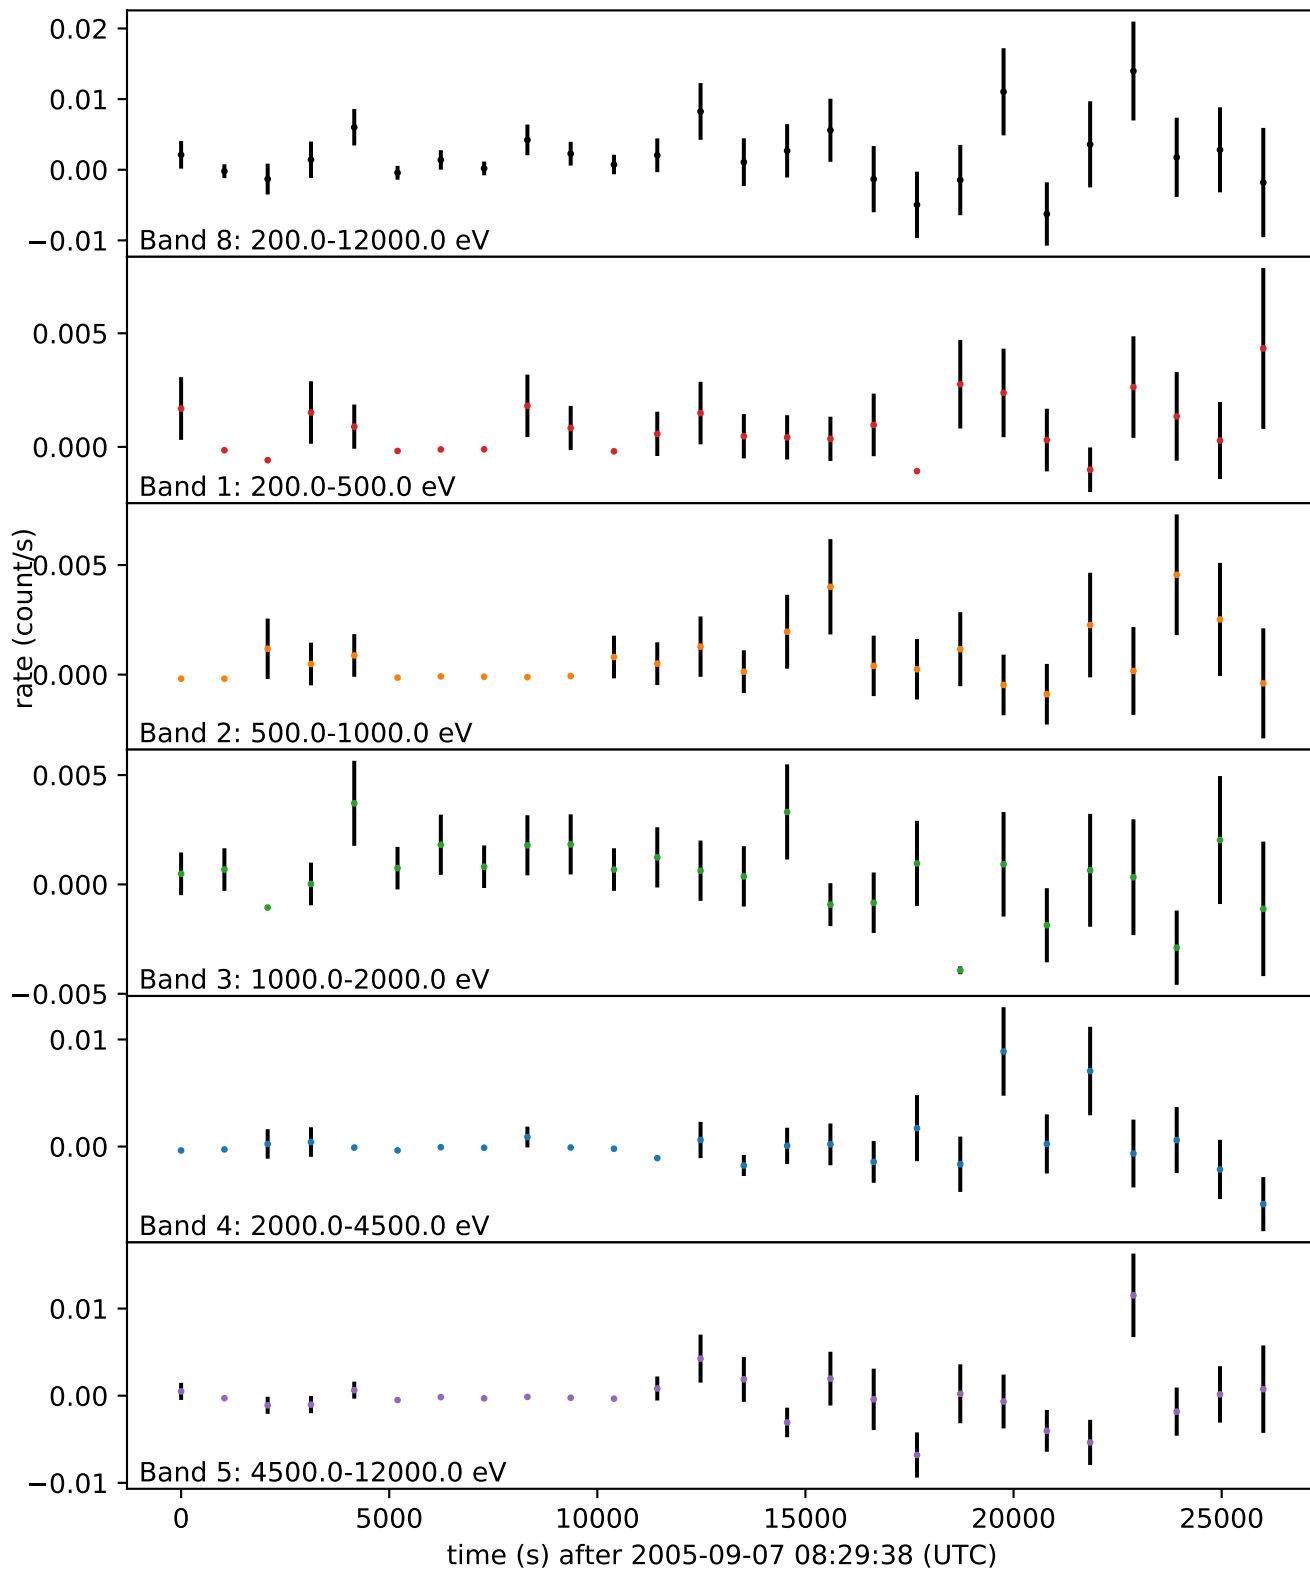 0.02
0.01
0.00
−0.01
Band 8: 200.0-12000.0 eV
0.005
0.000
Band 1: 200.0-500.0 eV
rate (count/s)
0.005
0.000
Band 2: 500.0-1000.0 eV
0.005
0.000
−0.005
Band 3: 1000.0-2000.0 eV
0.01
0.00
Band 4: 2000.0-4500.0 eV
0.01
0.00
−0.01
Band 5: 4500.0-12000.0 eV
0 5000 10000 15000 20000 25000
time (s) after 2005-09-07 08:29:38 (UTC)